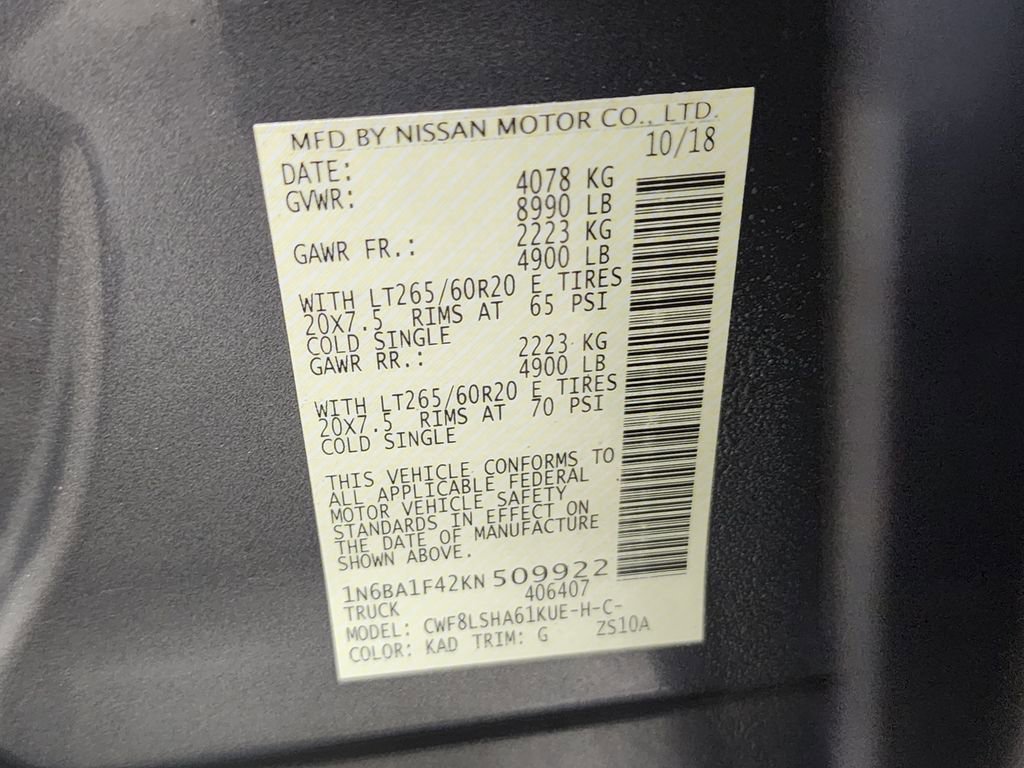 MFD BY NISSAN MOTOR CO., LTD.
DATE: 10/18
GVWR: 4078 KG
8990 LB
GAWR FR.: 2223 KG
4900 LB
WITH LT265/60R20 E TIRES
20X7.5 RIMS AT 65 PSI
COLD SINGLE
GAWR RR.: 2223 KG
4900 LB
WITH LT265/60R20 E TIRES
20X7.5 RIMS AT 70 PSI
COLD SINGLE
THIS VEHICLE CONFORMS TO
ALL APPLICABLE FEDERAL
MOTOR VEHICLE SAFETY
STANDARDS IN EFFECT ON
THE DATE OF MANUFACTURE
SHOWN ABOVE.
1N6BA1F42KN 509922
TRUCK 406407
MODEL: CWF8LSHA61KUE-H-C-
COLOR: KAD TRIM: G ZS10A